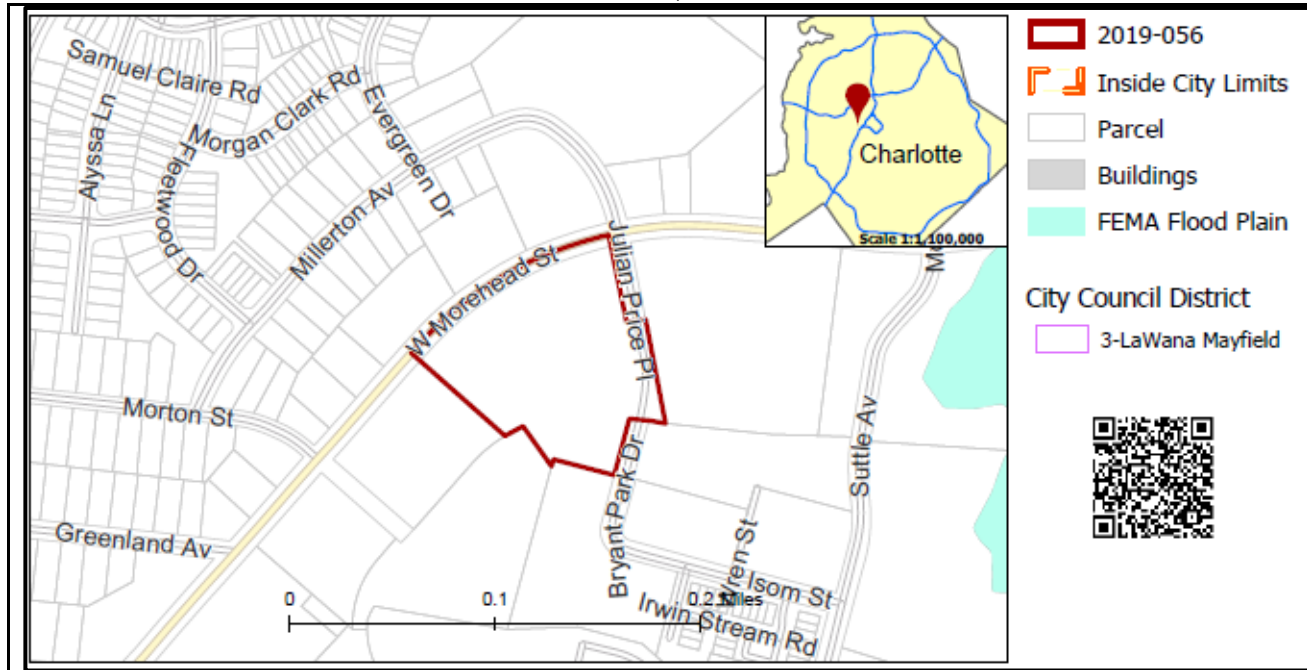 Samuel Claire Rd
Alyssa Ln
Morgan Clark Rd
Evergreen Dr
Fleetwood Dr
Millerton Av
W Morehead St
Julian Price Pl
Morton St
Greenland Av
Bryant Park Dr
Suttle Av
Wren St
Isom St
Irwin Stream Rd
0
0.1
0.2 Miles
Charlotte
Scale 1:1,100,000
2019-056
Inside City Limits
Parcel
Buildings
FEMA Flood Plain
City Council District
3-LaWana Mayfield